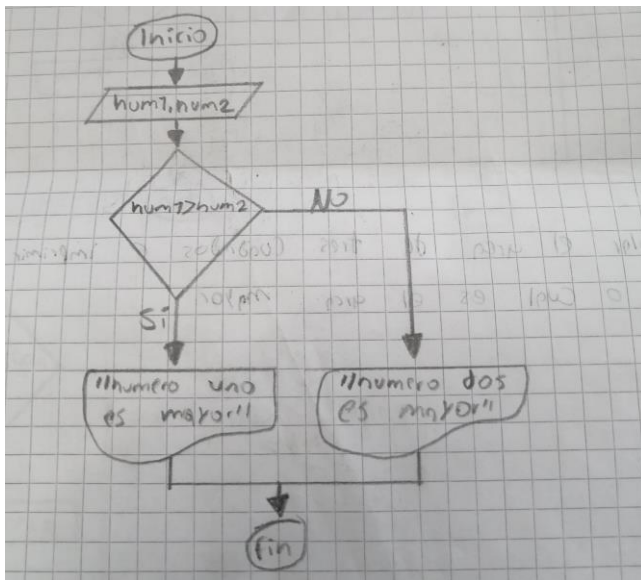 Inicio
num1, num2
num1>num2
NO
Si
"numero uno
es mayor"
"numero dos
es mayor"
fin